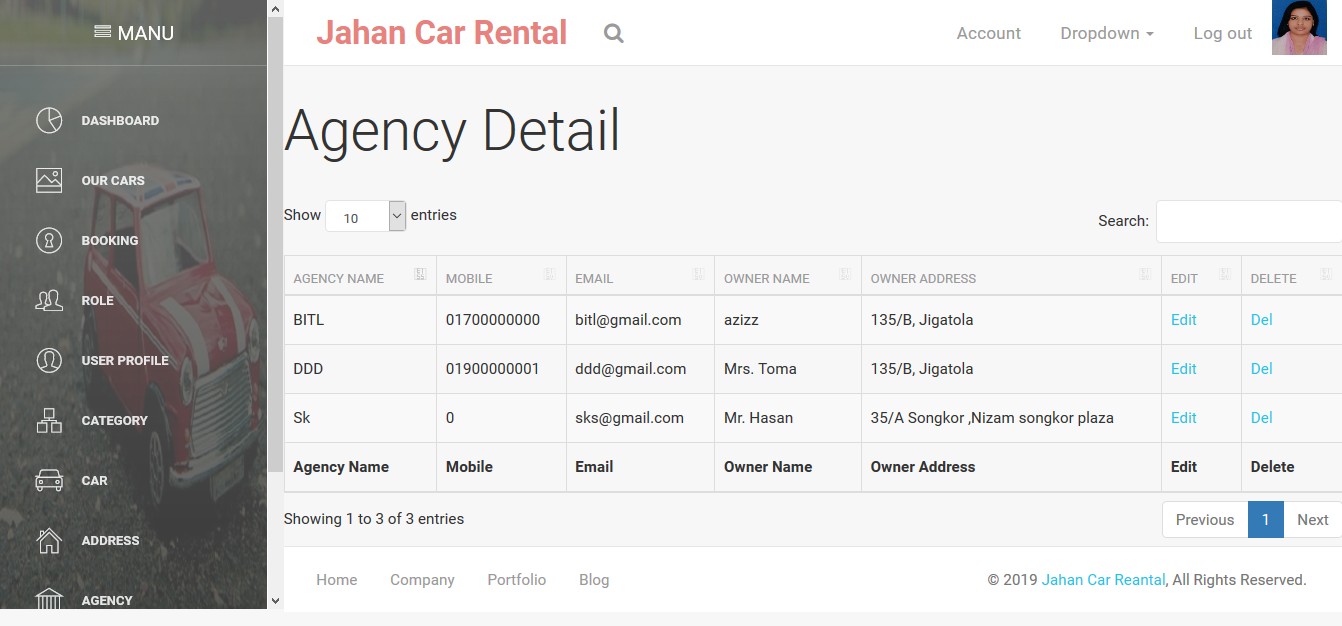 MANU
DASHBOARD
OUR CARS
BOOKING
ROLE
USER PROFILE
CATEGORY
CAR
ADDRESS
AGENCY
Jahan Car Rental Account Dropdown Log out
Agency Detail
Show 10 entries Search:
AGENCY NAME MOBILE EMAIL OWNER NAME OWNER ADDRESS EDIT DELETE
BITL 01700000000 bitl@gmail.com azizz 135/B, Jigatola Edit Del
DDD 01900000001 ddd@gmail.com Mrs. Toma 135/B, Jigatola Edit Del
Sk 0 sks@gmail.com Mr. Hasan 35/A Songkor ,Nizam songkor plaza Edit Del
Agency Name Mobile Email Owner Name Owner Address Edit Delete
Showing 1 to 3 of 3 entries Previous 1 Next
Home Company Portfolio Blog © 2019 Jahan Car Reantal, All Rights Reserved.